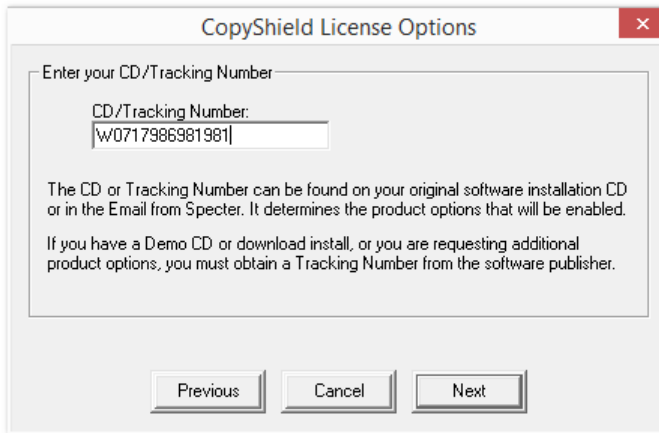 CopyShield License Options
Enter your CD/Tracking Number
CD/Tracking Number:
W0717986981981
The CD or Tracking Number can be found on your original software installation CD
or in the Email from Specter. It determines the product options that will be enabled.
If you have a Demo CD or download install, or you are requesting additional
product options, you must obtain a Tracking Number from the software publisher.
Previous
Cancel
Next